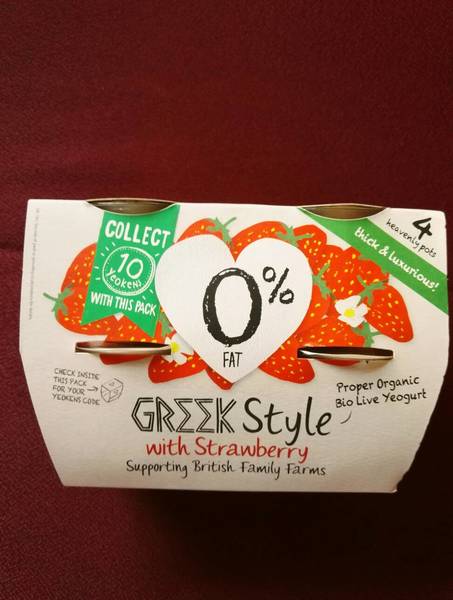 COLLECT
10
YEOKENS
WITH THIS PACK
4
heavenly pots
thick & luxurious!
0%
FAT
CHECK INSIDE
THIS PACK
FOR YOUR
YEOKENS CODE
Proper Organic
Bio Live Yeogurt
GREEK Style
with Strawberry
Supporting British Family Farms